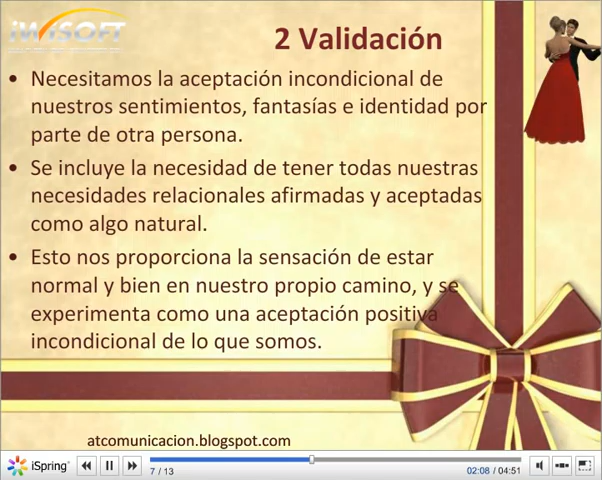 iWISOFT
2 Validación
• Necesitamos la aceptación incondicional de
nuestros sentimientos, fantasías e identidad por
parte de otra persona.
• Se incluye la necesidad de tener todas nuestras
necesidades relacionales afirmadas y aceptadas
como algo natural.
• Esto nos proporciona la sensación de estar
normal y bien en nuestro propio camino, y se
experimenta como una aceptación positiva
incondicional de lo que somos.
atcomunicacion.blogspot.com
iSpring
7 / 13
02:08 / 04:51